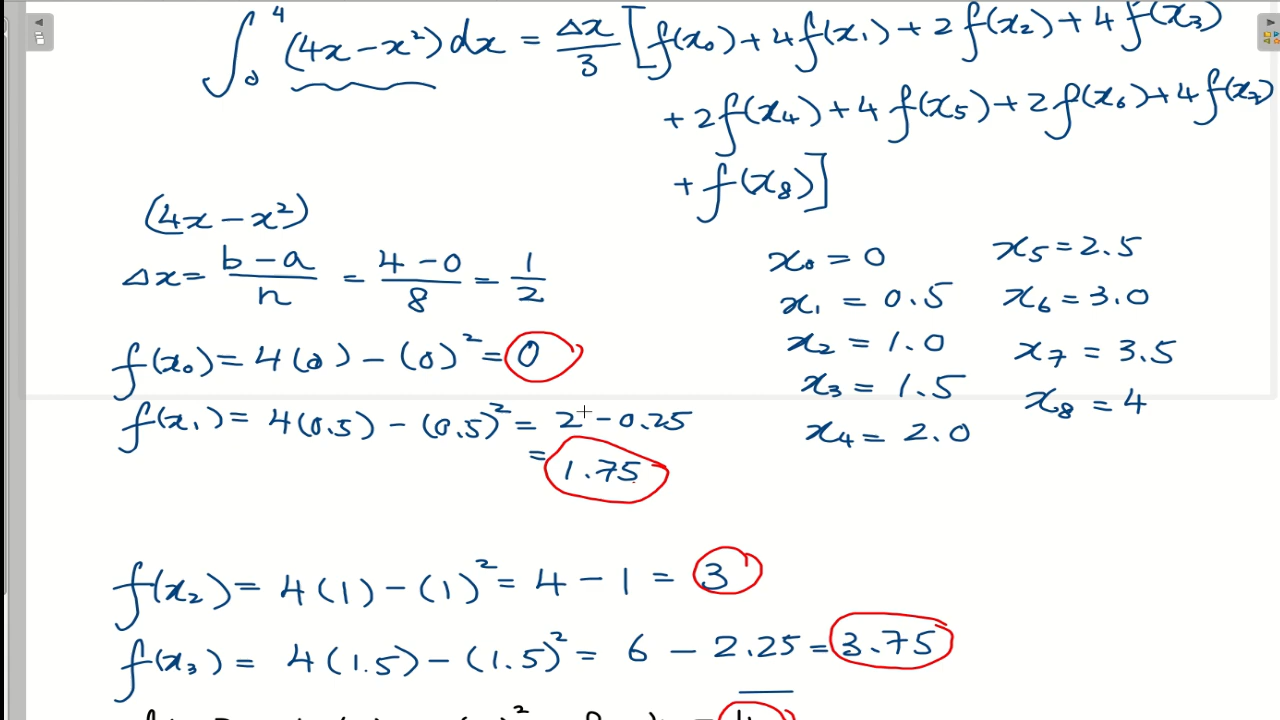 ∫₀⁴ (4x − x²) dx = Δx/3 [f(x₀) + 4f(x₁) + 2f(x₂) + 4f(x₃)
+ 2f(x₄) + 4f(x₅) + 2f(x₆) + 4f(x₇)
+ f(x₈)]
(4x − x²)
Δx = b − a / n = 4 − 0 / 8 = 1/2
f(x₀) = 4(0) − (0)² = 0
f(x₁) = 4(0.5) − (0.5)² = 2 − 0.25
= 1.75
x₀ = 0
x₁ = 0.5
x₂ = 1.0
x₃ = 1.5
x₄ = 2.0
x₅ = 2.5
x₆ = 3.0
x₇ = 3.5
x₈ = 4
f(x₂) = 4(1) − (1)² = 4 − 1 = 3
f(x₃) = 4(1.5) − (1.5)² = 6 − 2.25 = 3.75